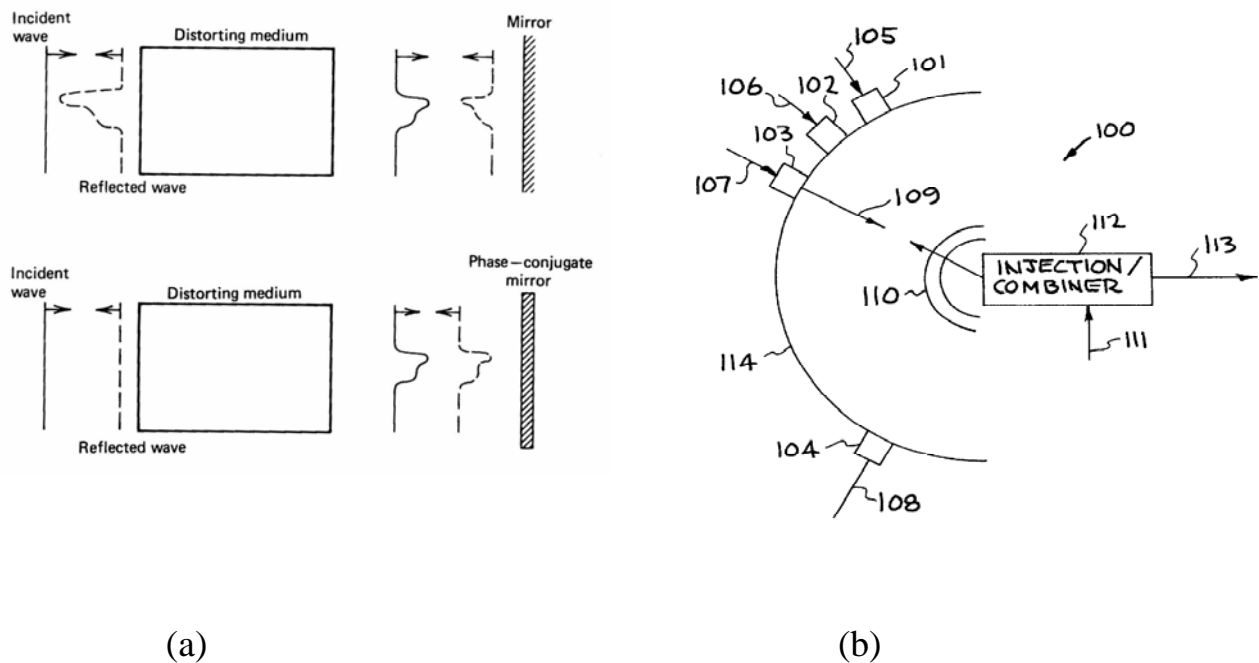 Incident
wave
Distorting medium
Mirror
Reflected wave
Incident
wave
Distorting medium
Phase-conjugate
mirror
Reflected wave
105
101
106
102
103
100
107
109
112
113
INJECTION/
COMBINER
110
111
114
104
108
(a)
(b)